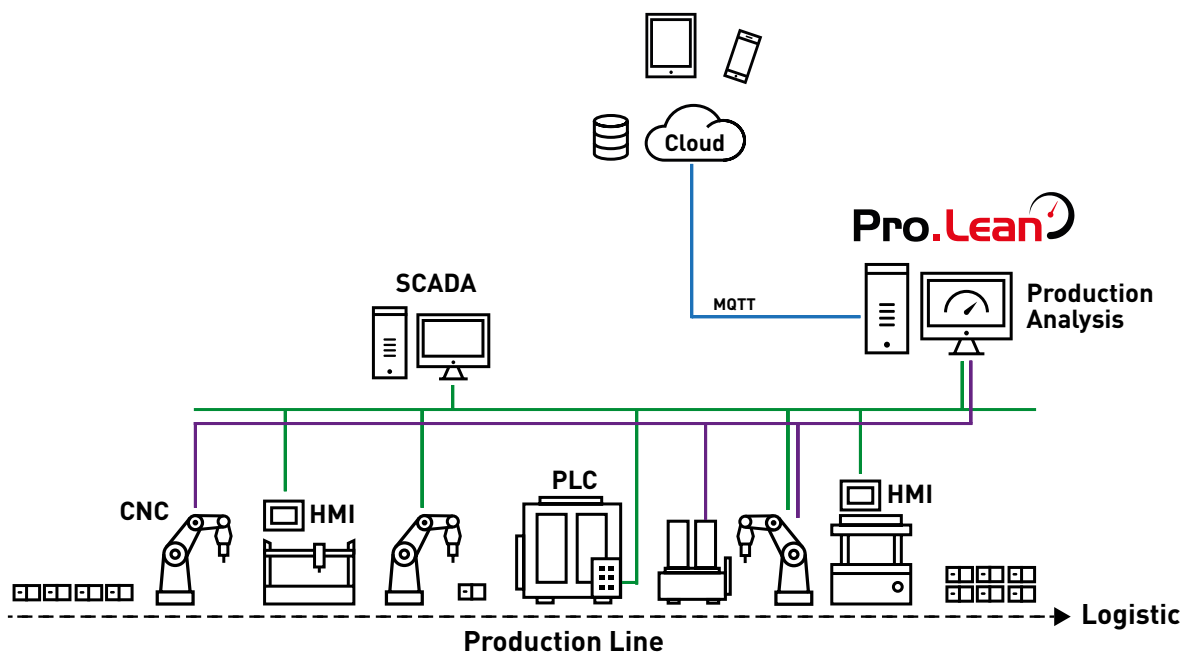 Cloud
Pro.Lean
SCADA
MQTT
Production
Analysis
PLC
CNC
HMI
HMI
Logistic
Production Line